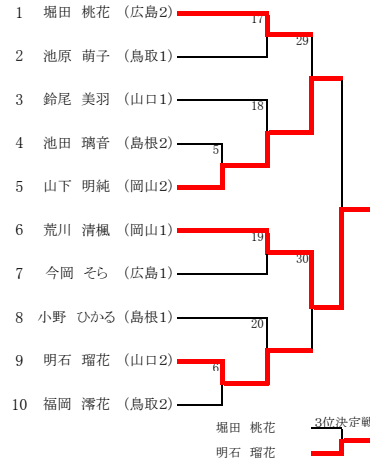 1 堀田 桃花 (広島2)
17
29
2 池原 萌子 (鳥取1)
3 鈴尾 美羽 (山口1)
18
4 池田 璃音 (島根2)
5
5 山下 明純 (岡山2)
6 荒川 清楓 (岡山1)
19
30
7 今岡 そら (広島1)
8 小野 ひかる (島根1)
20
9 明石 瑠花 (山口2)
6
10 福岡 澪花 (鳥取2)
堀田 桃花 3位決定戦
明石 瑠花